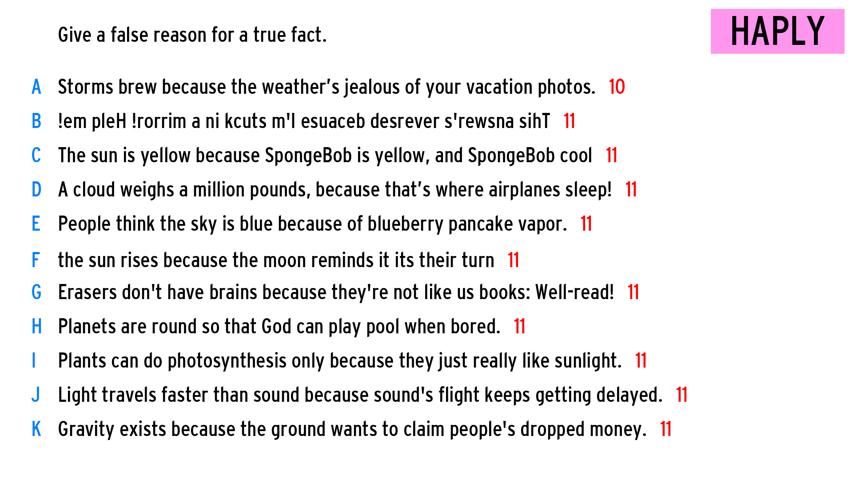 Give a false reason for a true fact.
HAPLY
A Storms brew because the weather's jealous of your vacation photos. 10
B !em pleH !rorrim a ni kcuts m'I esuaceb desrever s'rewsna sihT 11
C The sun is yellow because SpongeBob is yellow, and SpongeBob cool 11
D A cloud weighs a million pounds, because that's where airplanes sleep! 11
E People think the sky is blue because of blueberry pancake vapor. 11
F the sun rises because the moon reminds it its their turn 11
G Erasers don't have brains because they're not like us books: Well-read! 11
H Planets are round so that God can play pool when bored. 11
I Plants can do photosynthesis only because they just really like sunlight. 11
J Light travels faster than sound because sound's flight keeps getting delayed. 11
K Gravity exists because the ground wants to claim people's dropped money. 11